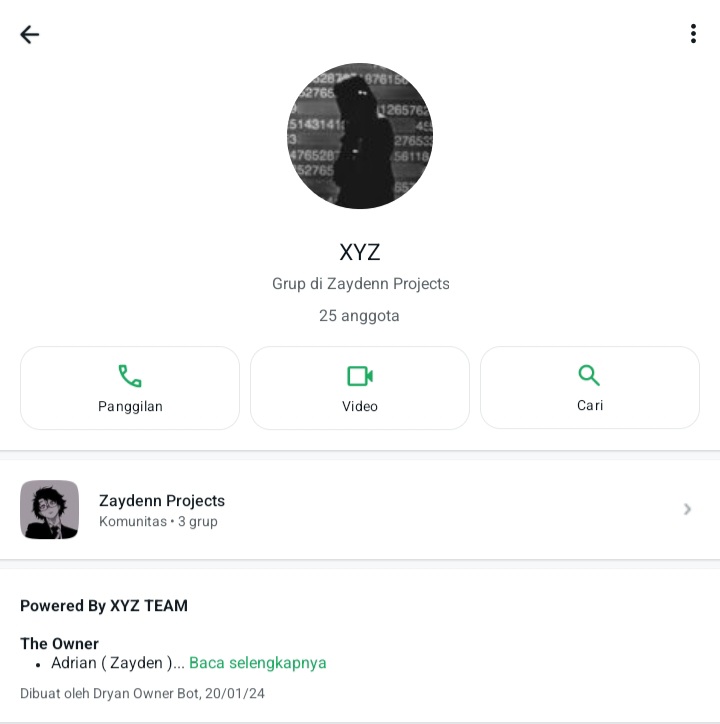 XYZ
Grup di Zaydenn Projects
25 anggota
Panggilan
Video
Cari
Zaydenn Projects
Komunitas • 3 grup
Powered By XYZ TEAM
The Owner
• Adrian ( Zayden )... Baca selengkapnya
Dibuat oleh Dryan Owner Bot, 20/01/24